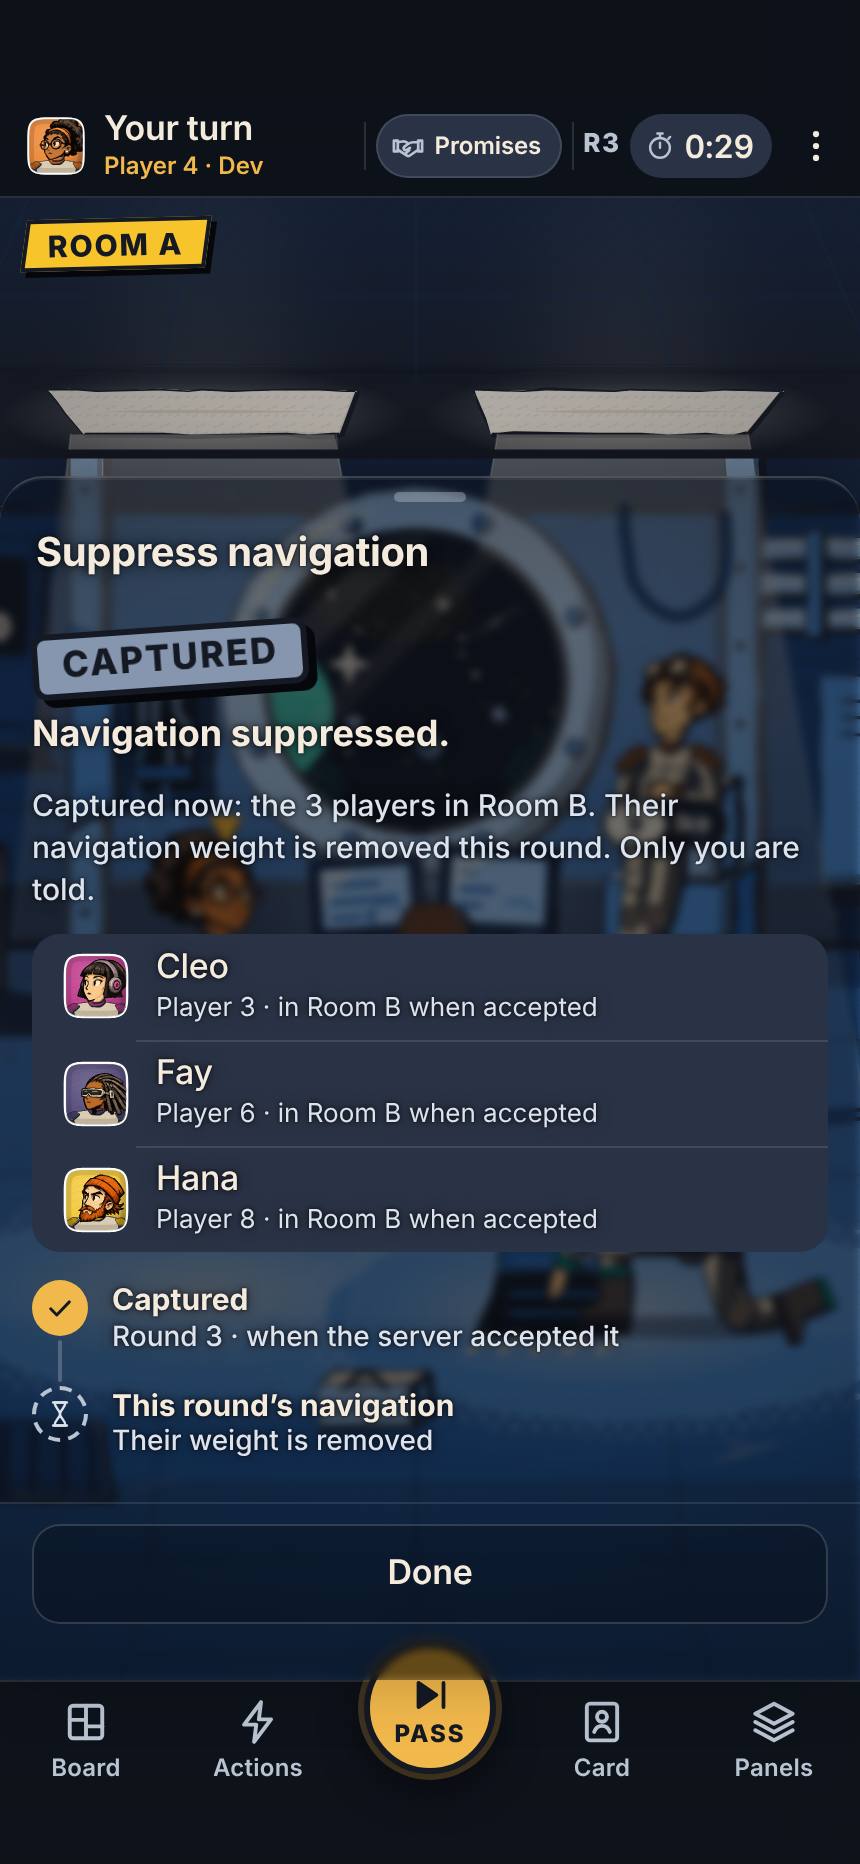 Your turn
Player 4 · Dev
Promises
R3
0:29
ROOM A
Suppress navigation
CAPTURED
Navigation suppressed.
Captured now: the 3 players in Room B. Their
navigation weight is removed this round. Only you are
told.
Cleo
Player 3 · in Room B when accepted
Fay
Player 6 · in Room B when accepted
Hana
Player 8 · in Room B when accepted
Captured
Round 3 · when the server accepted it
This round’s navigation
Their weight is removed
Done
Board
Actions
PASS
Card
Panels